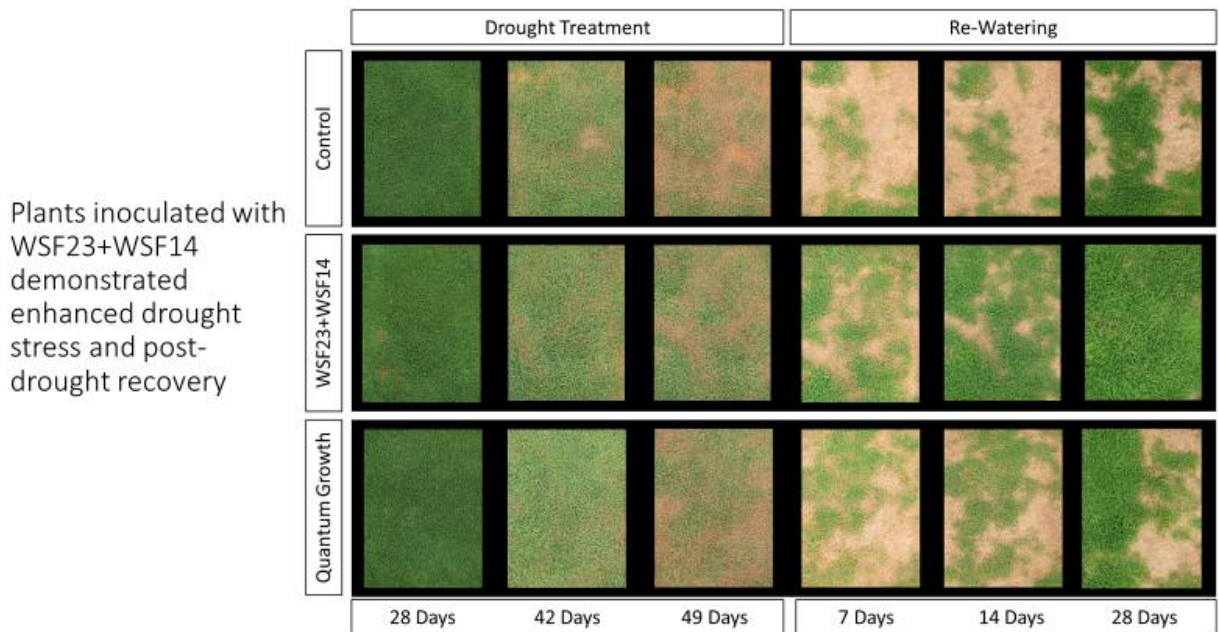 Drought Treatment
Re-Watering
Control
Plants inoculated with
WSF23+WSF14
demonstrated
enhanced drought
stress and post-
drought recovery
WSF23+WSF14
Quantum Growth
28 Days
42 Days
49 Days
7 Days
14 Days
28 Days